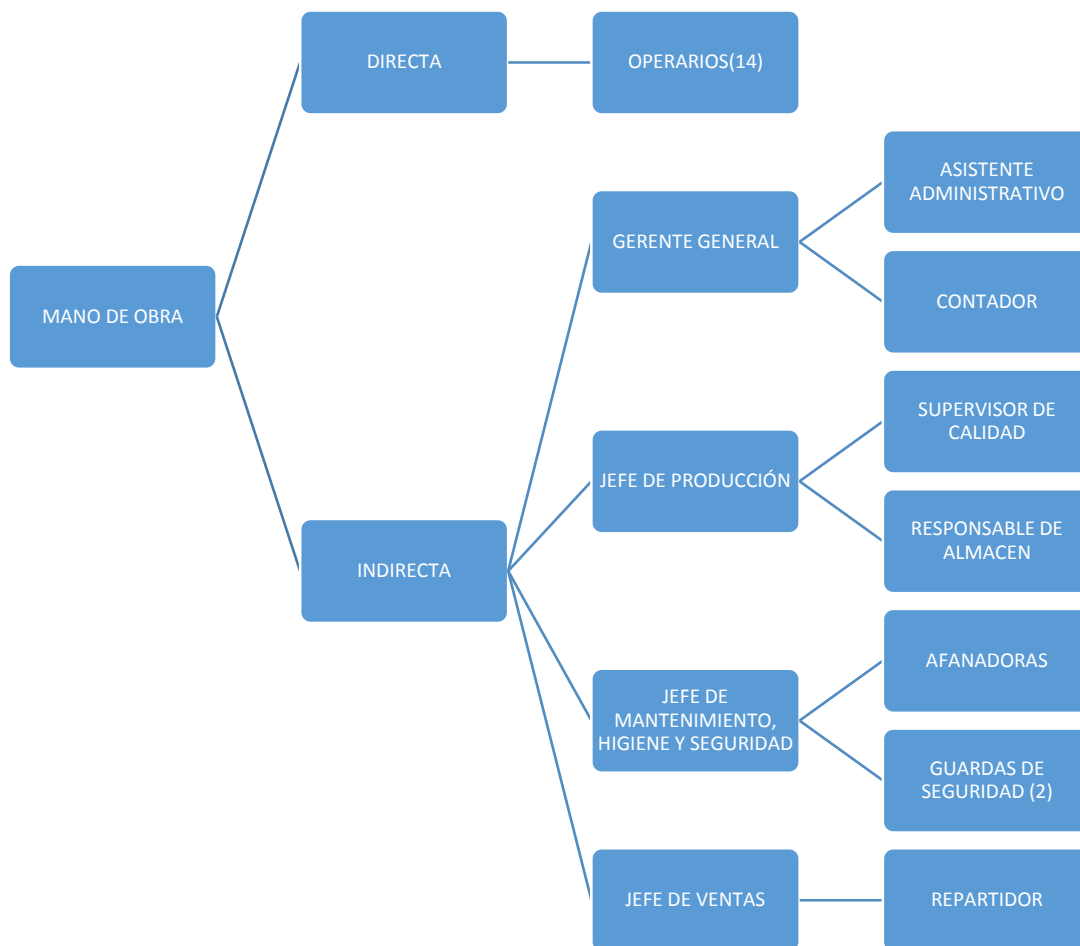 DIRECTA
OPERARIOS(14)
ASISTENTE
ADMINISTRATIVO
GERENTE GENERAL
CONTADOR
MANO DE OBRA
SUPERVISOR DE
CALIDAD
JEFE DE PRODUCCIÓN
RESPONSABLE DE
ALMACEN
INDIRECTA
AFANADORAS
JEFE DE
MANTENIMIENTO,
HIGIENE Y SEGURIDAD
GUARDAS DE
SEGURIDAD (2)
JEFE DE VENTAS
REPARTIDOR